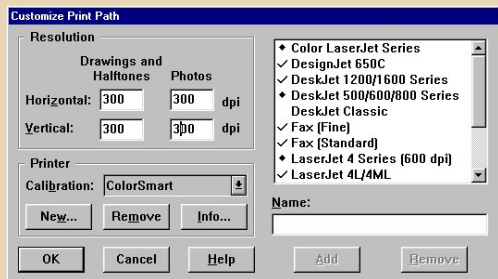 Customize Print Path
Resolution
Drawings and
Halftones Photos
Horizontal: 300 300 dpi
Vertical: 300 300 dpi
Printer
Calibration: ColorSmart
New... Remove Info...
OK Cancel Help
◆ Color LaserJet Series
✓ DesignJet 650C
✓ DeskJet 1200/1600 Series
◆ DeskJet 500/600/800 Series
DeskJet Classic
✓ Fax (Fine)
✓ Fax (Standard)
◆ LaserJet 4 Series (600 dpi)
✓ LaserJet 4L/4ML
Name:
Add Remove